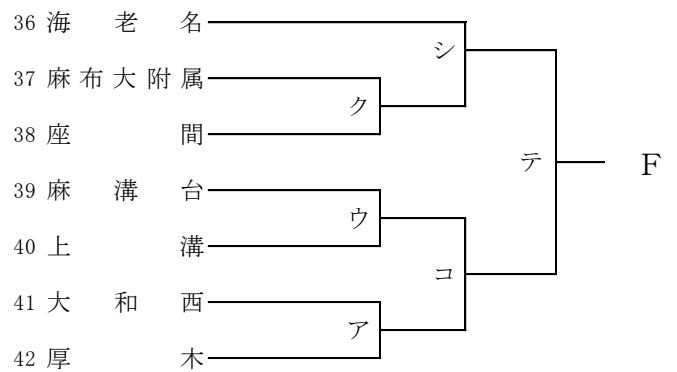 36 海老名
シ
37 麻布大附属
ク
38 座間
テ F
39 麻溝台
ウ
40 上溝
コ
41 大和西
ア
42 厚木